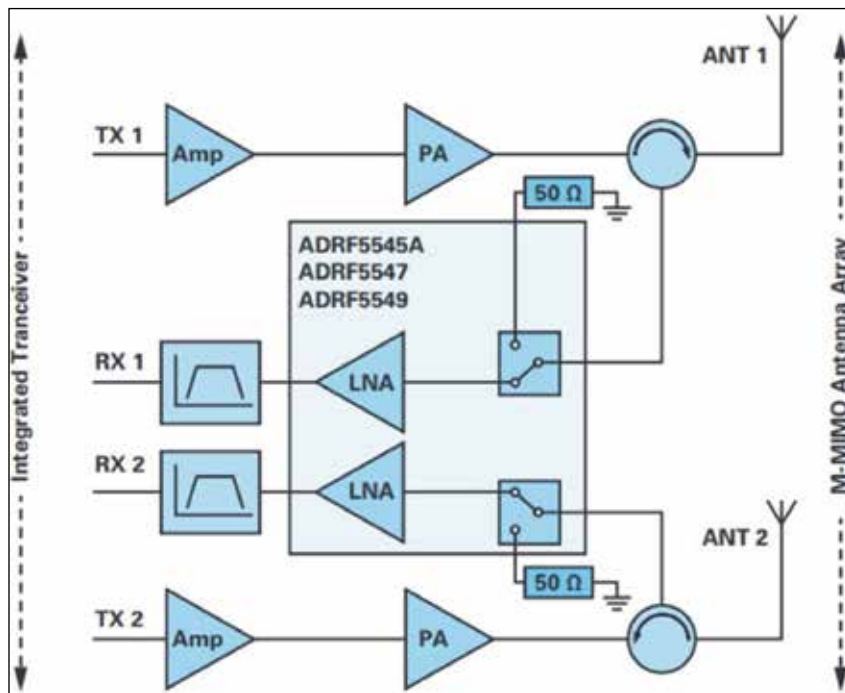 ANT 1
TX 1
Amp
PA
50 Ω
ADRF5545A
ADRF5547
ADRF5549
Integrated Tranceiver
M-MIMO Antenna Array
RX 1
LNA
RX 2
LNA
ANT 2
50 Ω
TX 2
Amp
PA